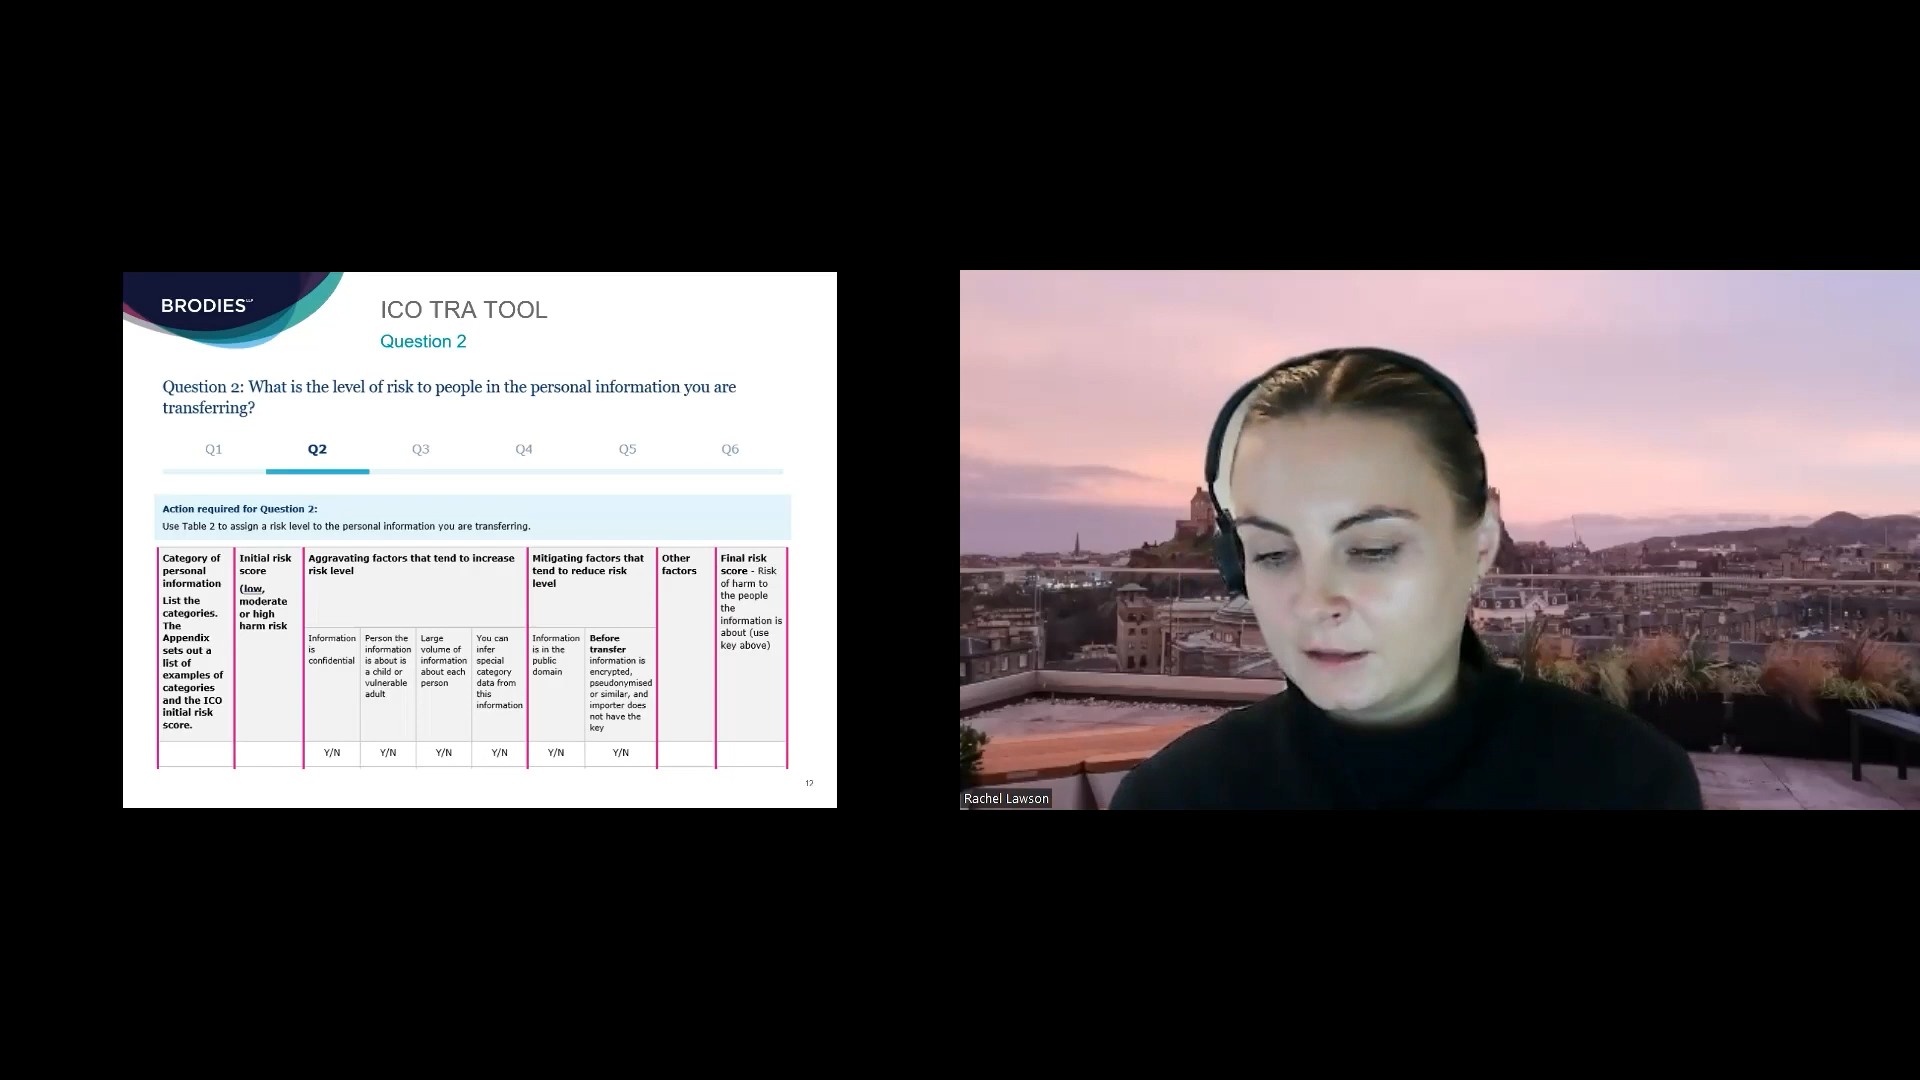 BRODIES LLP
ICO TRA TOOL
Question 2
Question 2: What is the level of risk to people in the personal information you are
transferring?
Q1 Q2 Q3 Q4 Q5 Q6
Action required for Question 2:
Use Table 2 to assign a risk level to the personal information you are transferring.
Category of
personal
information
List the
categories.
The
Appendix
sets out a
list of
examples of
categories
and the ICO
initial risk
score.
Initial risk
score
(low,
moderate
or high
harm risk
Aggravating factors that tend to increase
risk level
Information
is
confidential
Person the
information
is about is
a child or
vulnerable
adult
Large
volume of
information
about each
person
You can
infer
special
category
data from
this
information
Mitigating factors that
tend to reduce risk
level
Information
is in the
public
domain
Before
transfer
information is
encrypted,
pseudonymised
or similar, and
importer does
not have the
key
Other
factors
Final risk
score - Risk
of harm to
the people
the
information is
about (use
key above)
Y/N Y/N Y/N Y/N Y/N Y/N
12
Rachel Lawson